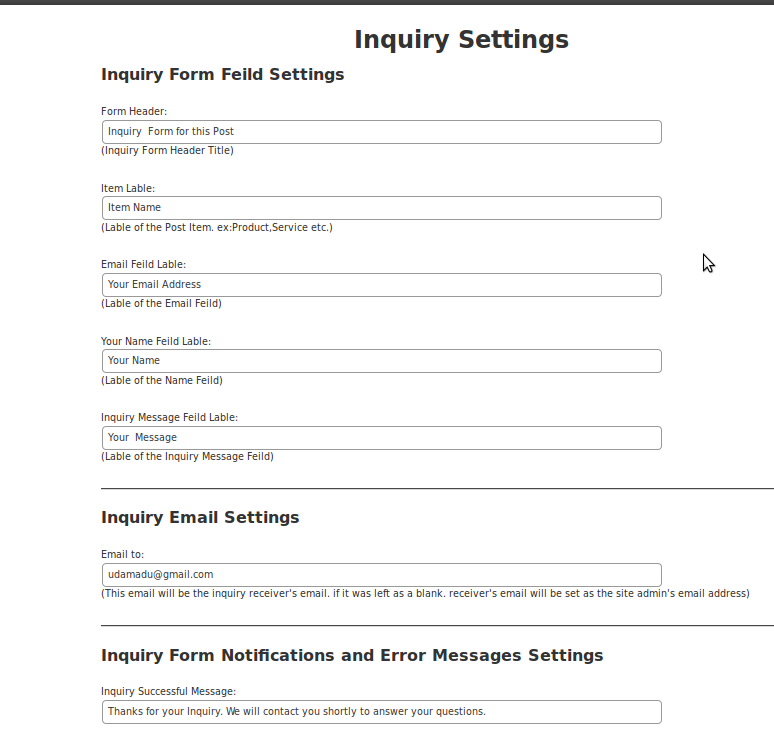 Inquiry Settings
Inquiry Form Feild Settings
Form Header:
Inquiry  Form for this Post
(Inquiry Form Header Title)
Item Lable:
Item Name
(Lable of the Post Item. ex:Product,Service etc.)
Email Feild Lable:
Your Email Address
(Lable of the Email Feild)
Your Name Feild Lable:
Your Name
(Lable of the Name Feild)
Inquiry Message Feild Lable:
Your  Message
(Lable of the Inquiry Message Feild)
Inquiry Email Settings
Email to:
udamadu@gmail.com
(This email will be the inquiry receiver's email. if it was left as a blank. receiver's email will be set as the site admin's email address)
Inquiry Form Notifications and Error Messages Settings
Inquiry Successful Message:
Thanks for your Inquiry. We will contact you shortly to answer your questions.